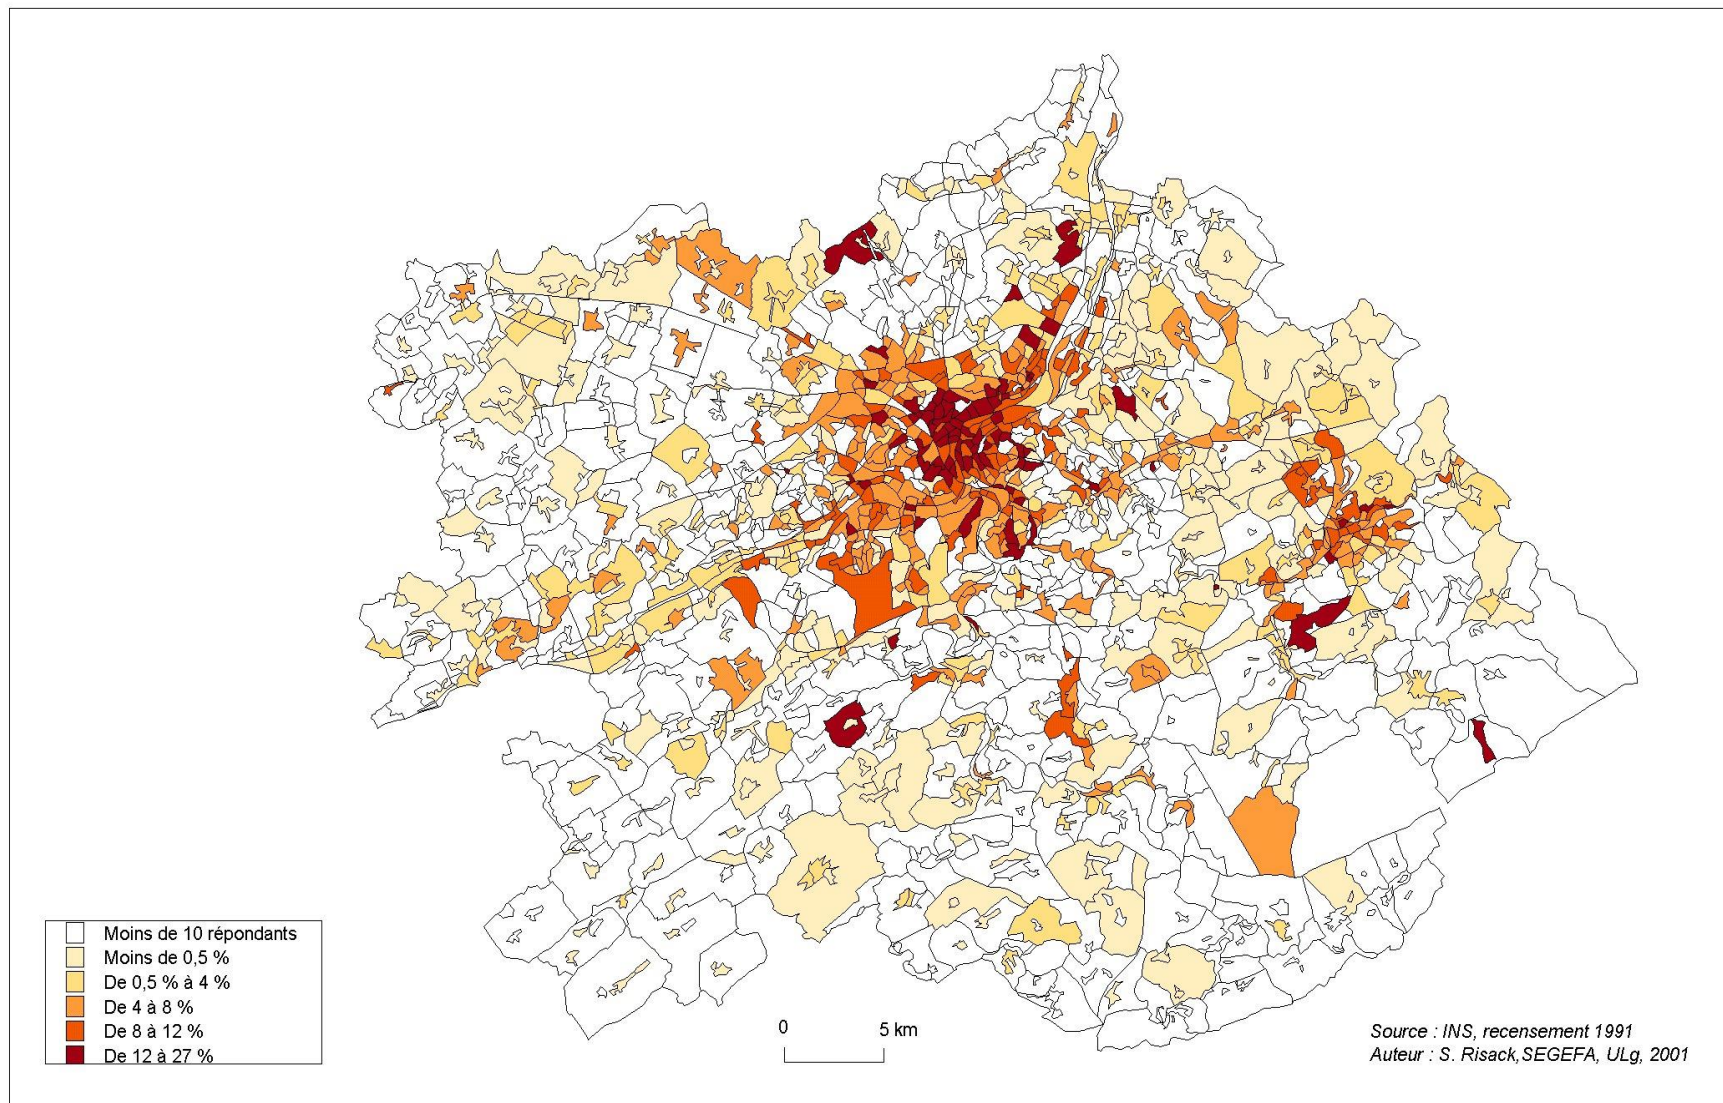 Moins de 10 répondants
Moins de 0,5 %
De 0,5 % à 4 %
De 4 à 8 %
De 8 à 12 %
De 12 à 27 %
0 5 km
Source : INS, recensement 1991
Auteur : S. Risack,SEGEFA, ULg, 2001